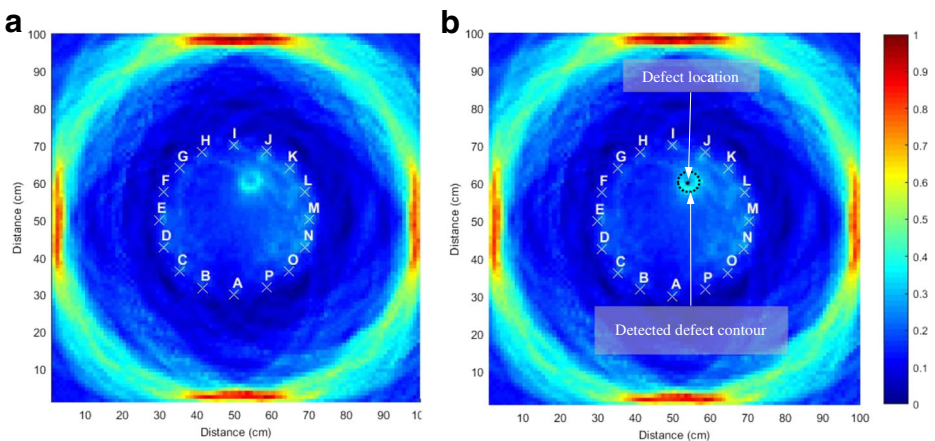 a
100
90
80
70
60
50
40
30
20
10
Distance (cm)
H I J
G K
F L
E M
D N
C O
B A P
10 20 30 40 50 60 70 80 90 10
Distance (cm)
b
100
90
80
70
60
50
40
30
20
10
Distance (cm)
Defect location
H I J
G K
F L
E M
D N
C O
B A P
Detected defect contour
10 20 30 40 50 60 70 80 90 100
Distance (cm)
1
0.9
0.8
0.7
0.6
0.5
0.4
0.3
0.2
0.1
0